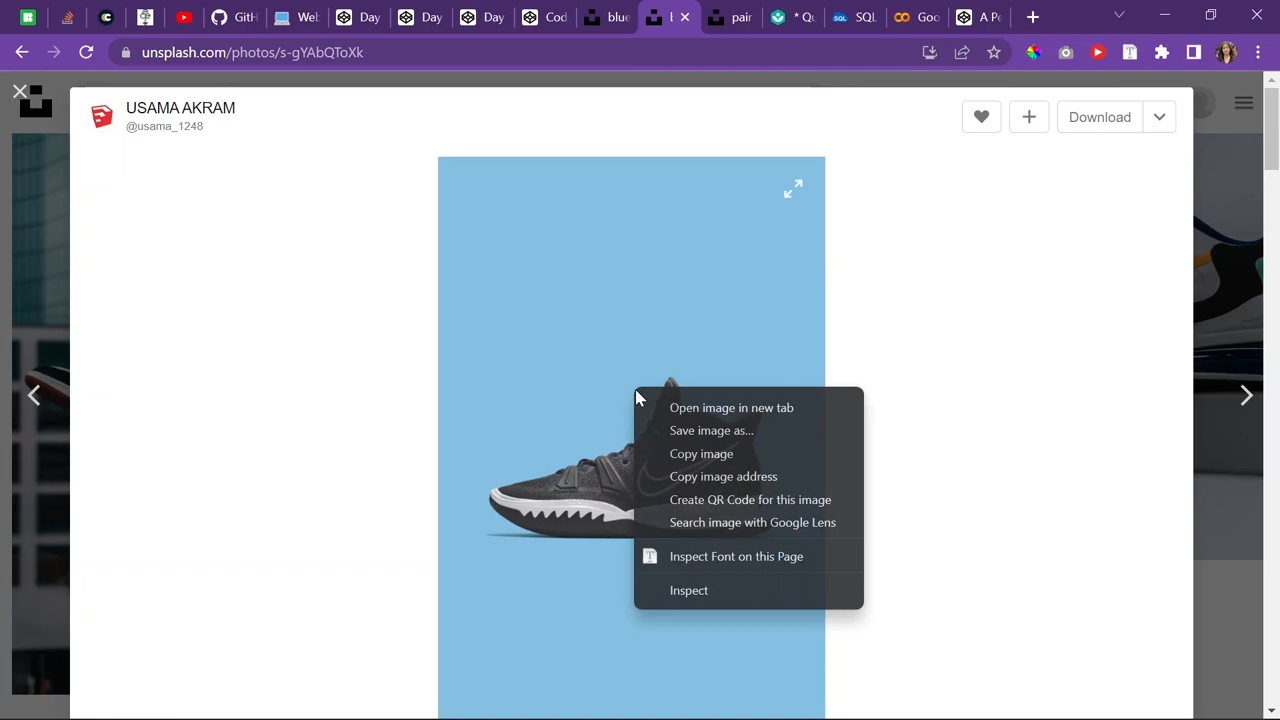 GitH
Web
Day
Day
Day
Cod
blue
pair
* Qu
SQL
Goo
A Pe
unsplash.com/photos/s-gYAbQToXk
USAMA AKRAM
@usama_1248
Download
Open image in new tab
Save image as...
Copy image
Copy image address
Create QR Code for this image
Search image with Google Lens
Inspect Font on this Page
Inspect